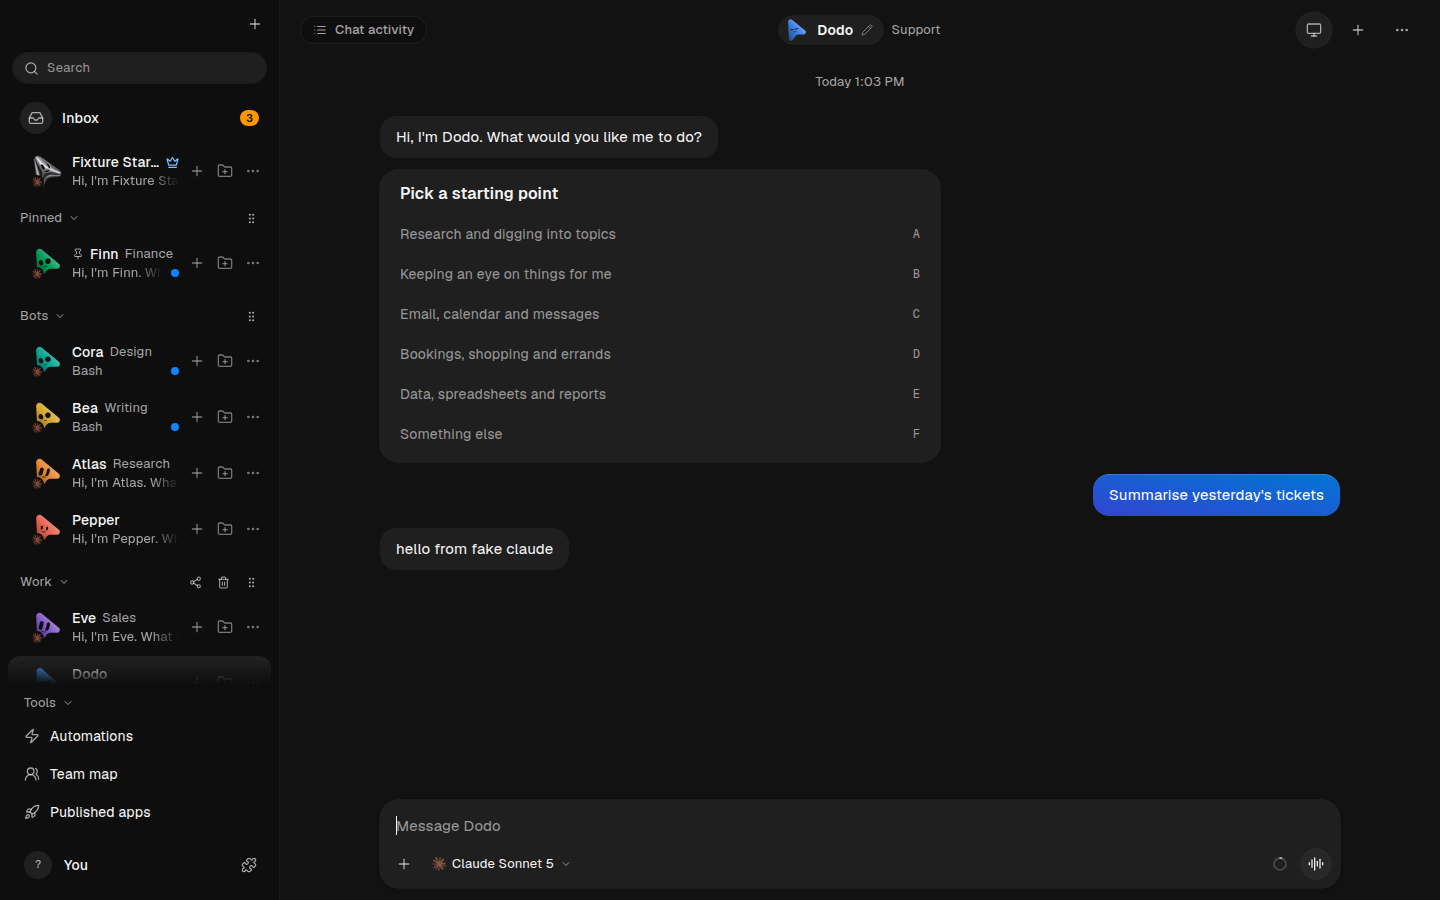 Search
Inbox
3
Fixture Star...
Hi, I'm Fixture Sta
Pinned
Finn Finance
Hi, I'm Finn. Wh
Bots
Cora Design
Bash
Bea Writing
Bash
Atlas Research
Hi, I'm Atlas. Wha
Pepper
Hi, I'm Pepper. Wh
Work
Eve Sales
Hi, I'm Eve. What
Dodo
Tools
Automations
Team map
Published apps
? You
Chat activity
Dodo Support
Today 1:03 PM
Hi, I'm Dodo. What would you like me to do?
Pick a starting point
Research and digging into topics A
Keeping an eye on things for me B
Email, calendar and messages C
Bookings, shopping and errands D
Data, spreadsheets and reports E
Something else F
Summarise yesterday's tickets
hello from fake claude
Message Dodo
Claude Sonnet 5